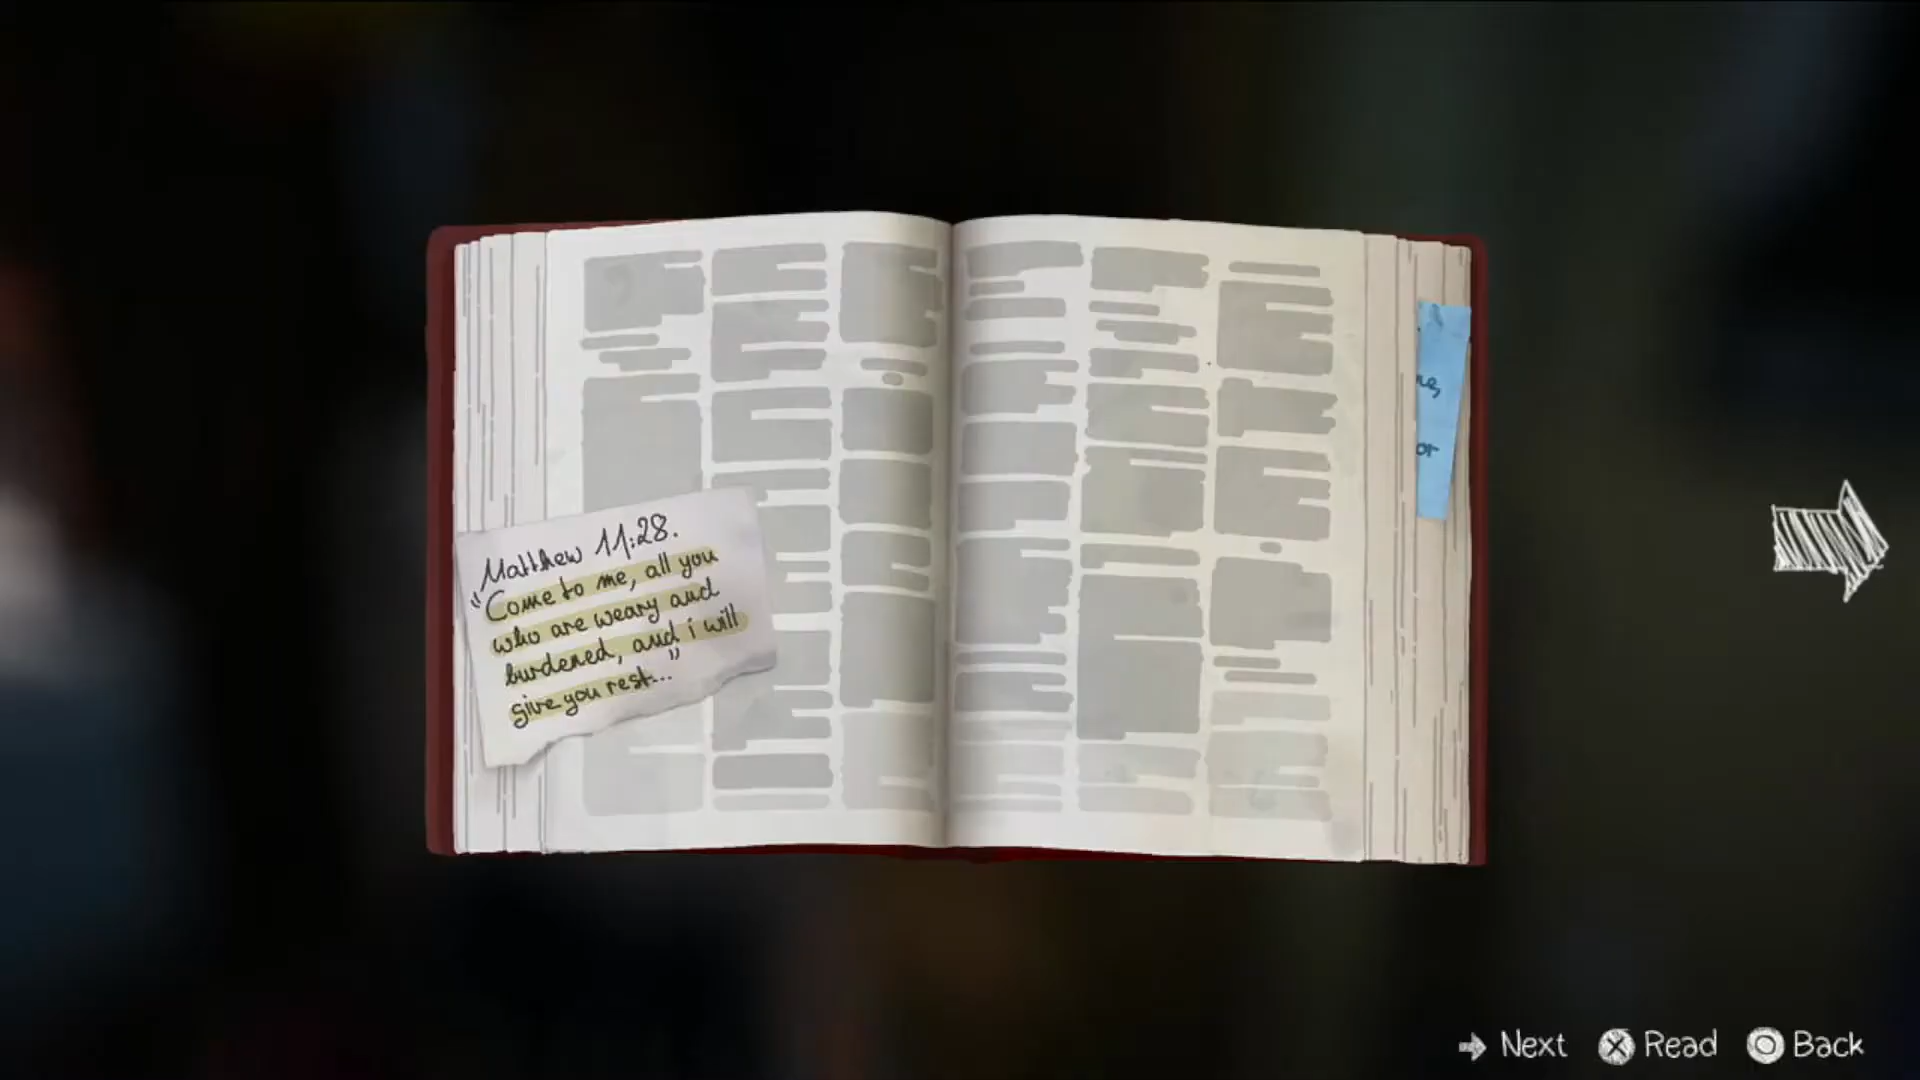 Matthew 11:28.
"Come to me, all you
who are weary and
burdened, and i will
give you rest..."
or
Next Read Back